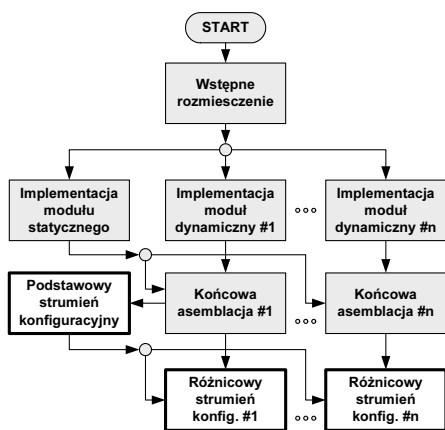 START
Wstępne
rozmiesczenie
Implementacja
modułu
statycznego
Implementacja
moduł
dynamiczny #1
Implementacja
moduł
dynamiczny #n
Podstawowy
strumień
konfiguracyjny
Końcowa
asemblacja #1
Końcowa
asemblacja #n
Różnicowy
strumień
konfig. #1
Różnicowy
strumień
konfig. #n